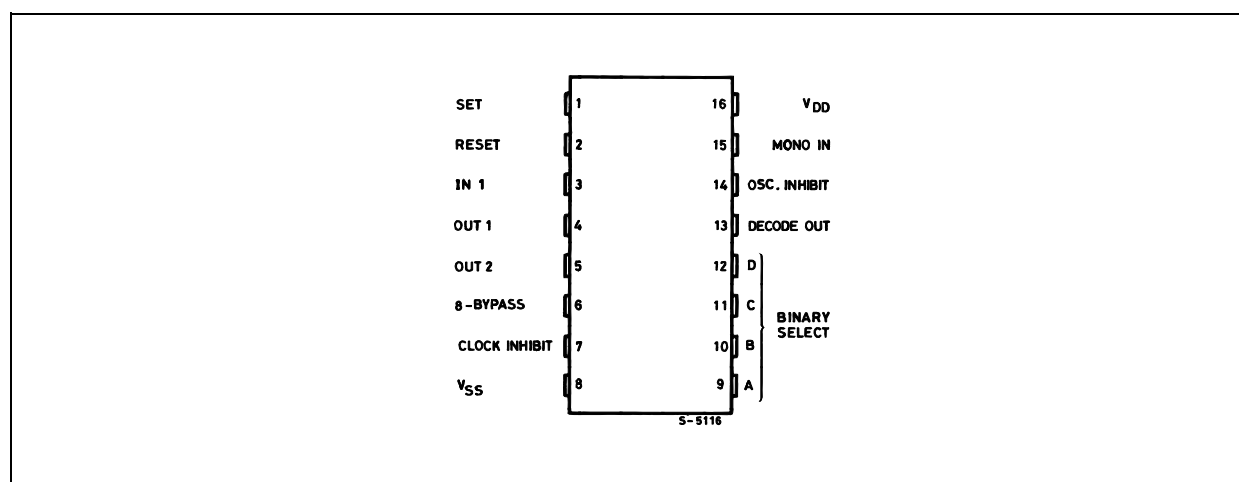 SET 1 16 VDD
RESET 2 15 MONO IN
IN 1 3 14 OSC. INHIBIT
OUT 1 4 13 DECODE OUT
OUT 2 5 12 D
8-BYPASS 6 11 C
BINARY
SELECT
CLOCK INHIBIT 7 10 B
VSS 8 9 A
S-5116